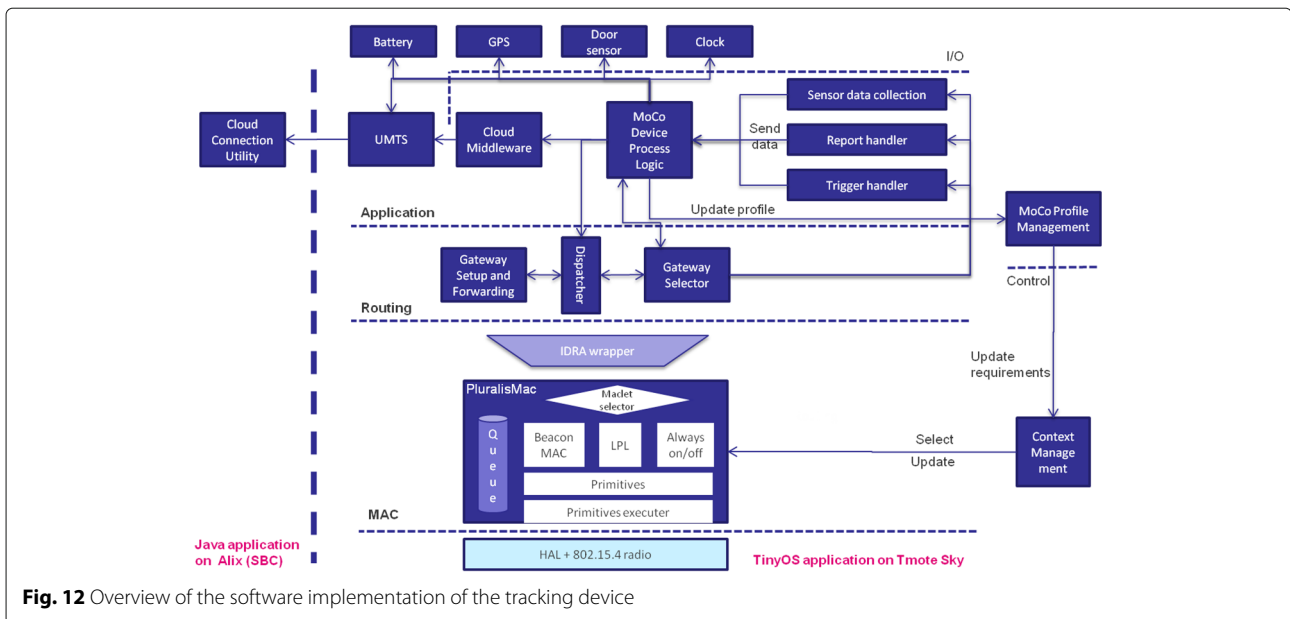 Battery
GPS
Door
sensor
Clock
I/O
Sensor data collection
Cloud
Connection
Utility
UMTS
Cloud
Middleware
MoCo
Device
Process
Logic
Send
data
Report handler
Trigger handler
Update profile
MoCo Profile
Management
Application
Gateway
Setup and
Forwarding
Dispatcher
Gateway
Selector
Control
Routing
IDRA wrapper
Update
requirements
PluralisMac
Maclet
selector
Queue
Beacon
MAC
LPL
Always
on/off
Select
Update
Context
Manage
ment
Primitives
Primitives executer
MAC
Java application
on Alix (SBC)
HAL + 802.15.4 radio
TinyOS application on Tmote Sky
Fig. 12 Overview of the software implementation of the tracking device